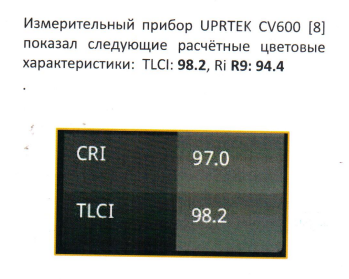 Измерительный прибор UPRTEK CV600 [8]
показал следующие расчётные цветовые
характеристики: TLCI: 98.2, Ri R9: 94.4
.
CRI 97.0
TLCI 98.2